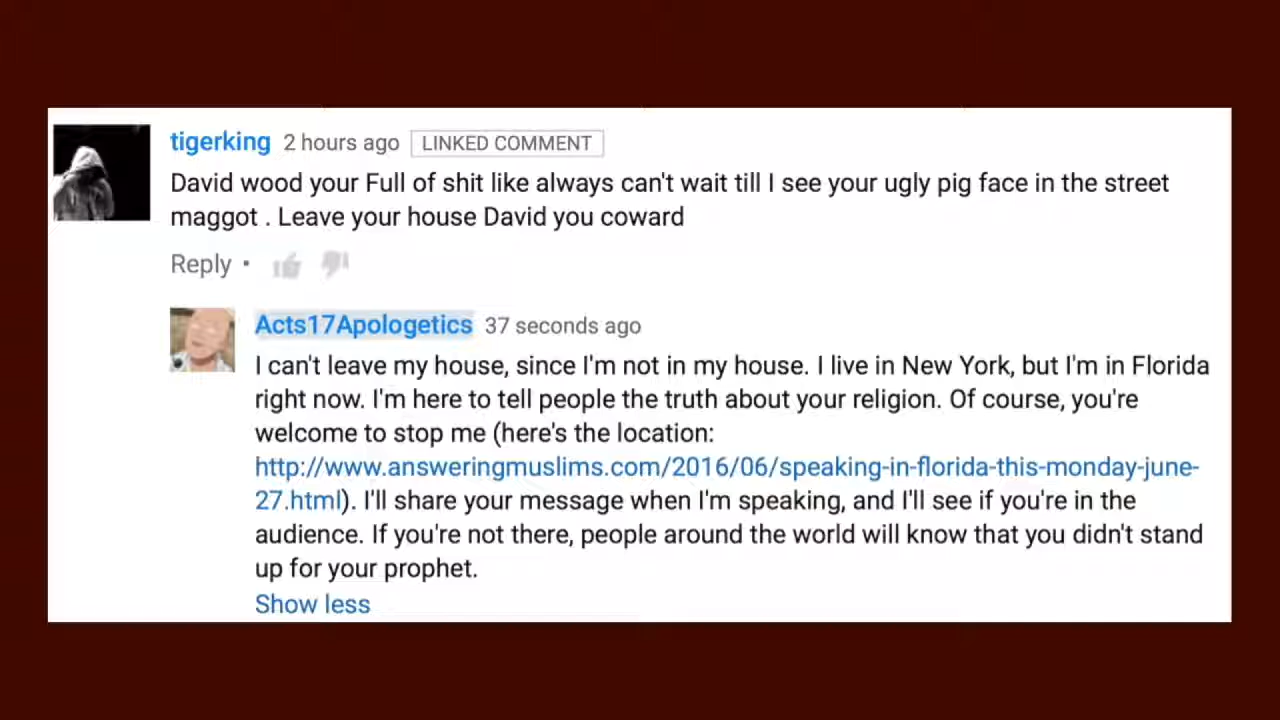 tigerking 2 hours ago LINKED COMMENT
David wood your Full of shit like always can't wait till I see your ugly pig face in the street
maggot . Leave your house David you coward
Reply •
Acts17Apologetics 37 seconds ago
I can't leave my house, since I'm not in my house. I live in New York, but I'm in Florida
right now. I'm here to tell people the truth about your religion. Of course, you're
welcome to stop me (here's the location:
http://www.answeringmuslims.com/2016/06/speaking-in-florida-this-monday-june-
27.html). I'll share your message when I'm speaking, and I'll see if you're in the
audience. If you're not there, people around the world will know that you didn't stand
up for your prophet.
Show less